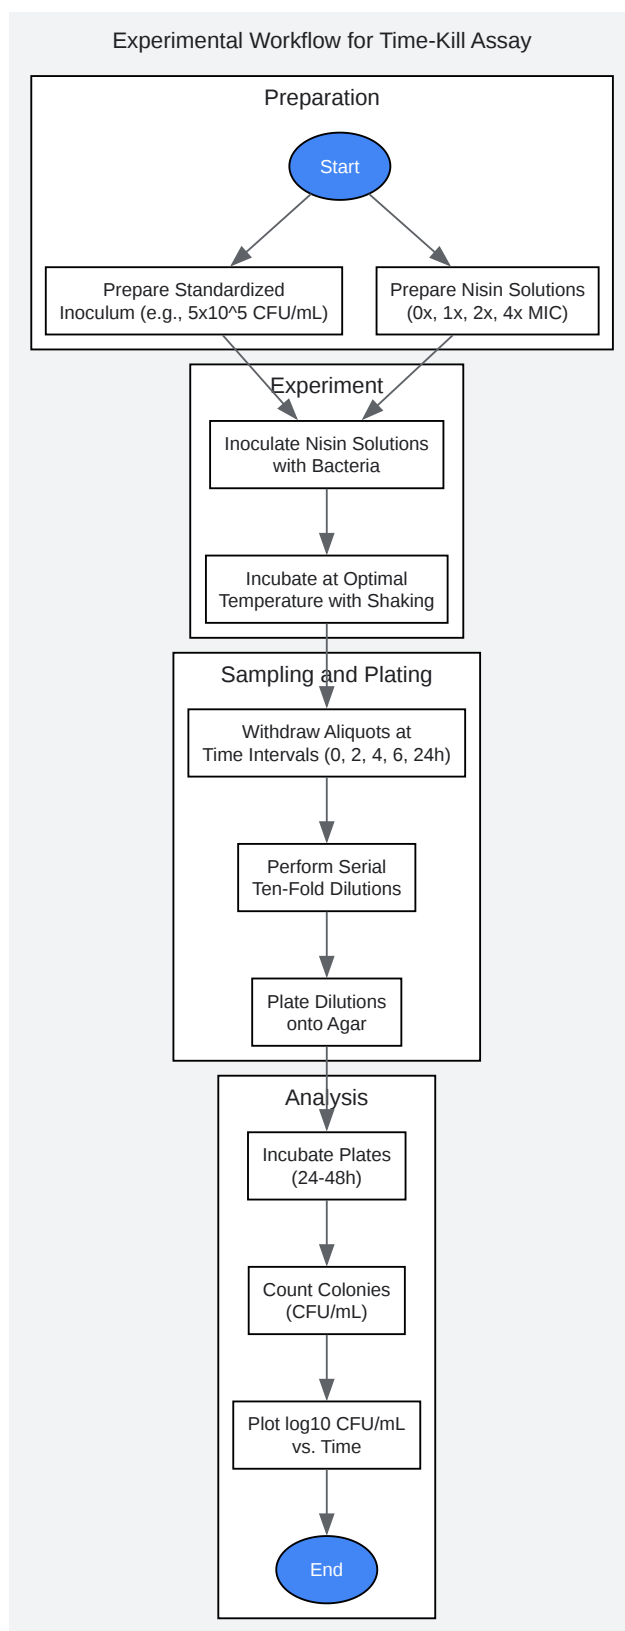 Experimental Workflow for Time-Kill Assay
Preparation
Start
Prepare Standardized
Inoculum (e.g., 5x10^5 CFU/mL)
Prepare Nisin Solutions
(0x, 1x, 2x, 4x MIC)
Experiment
Inoculate Nisin Solutions
with Bacteria
Incubate at Optimal
Temperature with Shaking
Sampling and Plating
Withdraw Aliquots at
Time Intervals (0, 2, 4, 6, 24h)
Perform Serial
Ten-Fold Dilutions
Plate Dilutions
onto Agar
Analysis
Incubate Plates
(24-48h)
Count Colonies
(CFU/mL)
Plot log10 CFU/mL
vs. Time
End